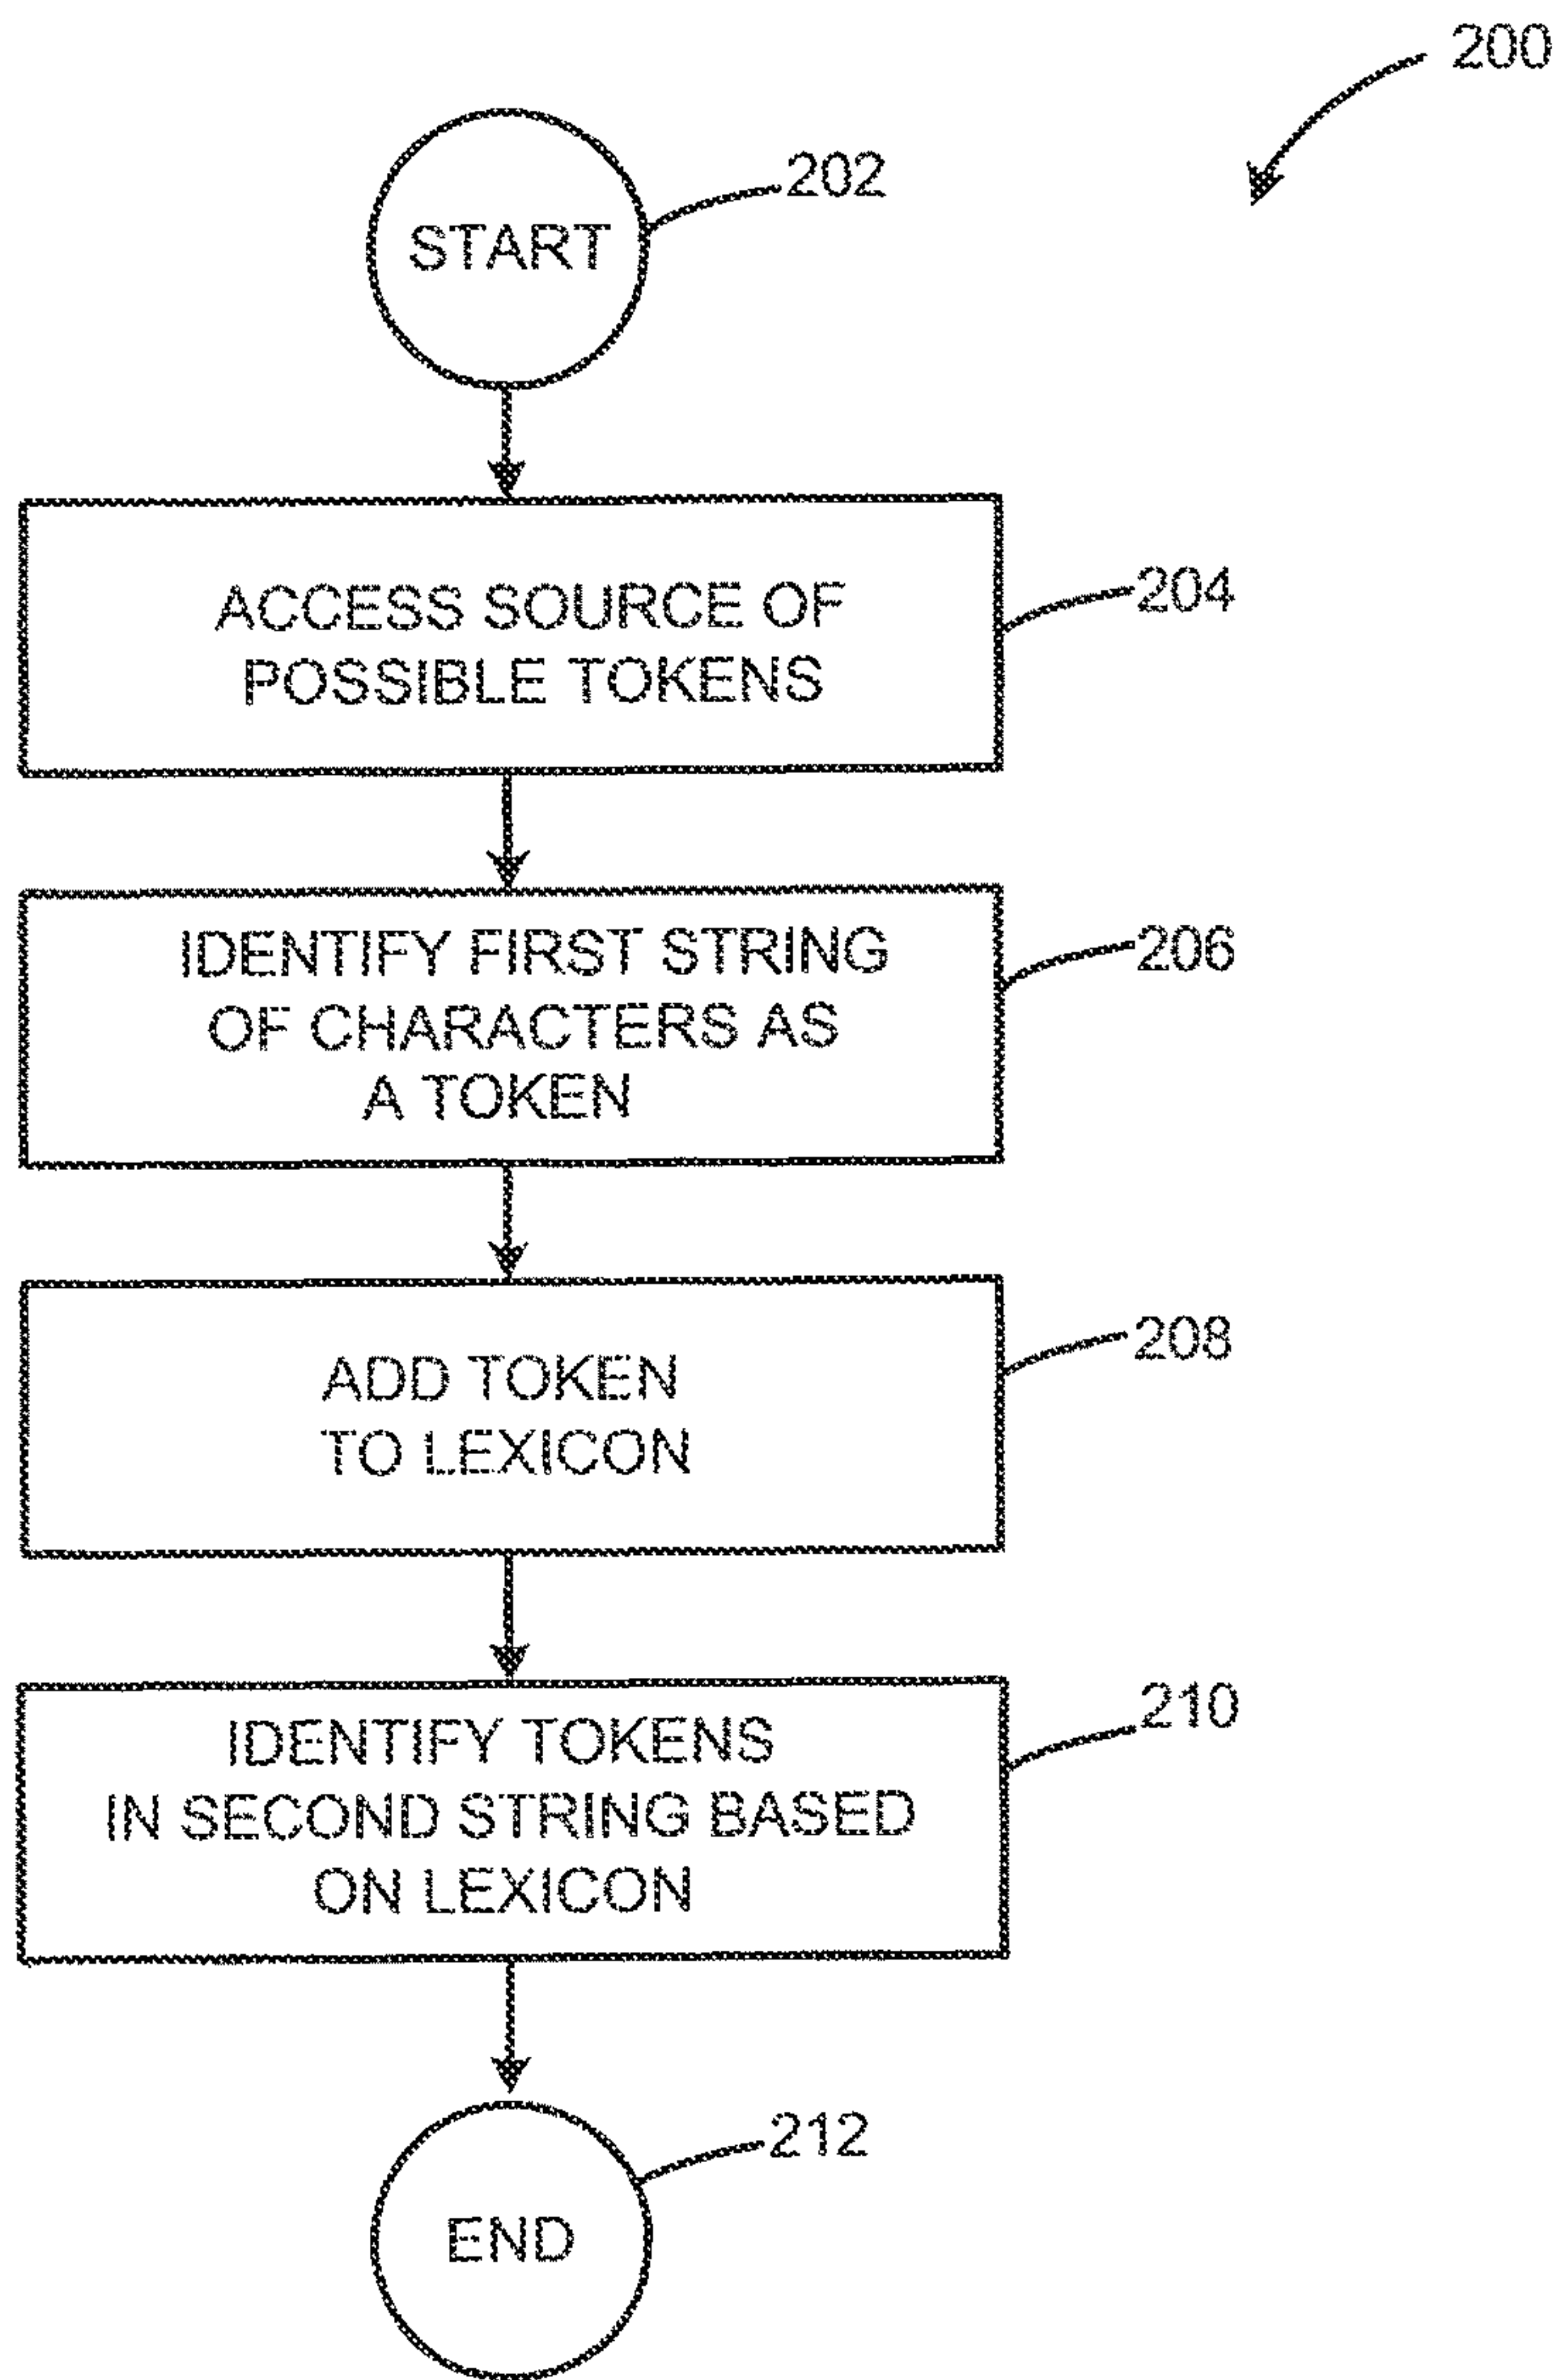 200
202
START
ACCESS SOURCE OF
POSSIBLE TOKENS
204
IDENTIFY FIRST STRING
OF CHARACTERS AS
A TOKEN
206
ADD TOKEN
TO LEXICON
208
IDENTIFY TOKENS
IN SECOND STRING BASED
ON LEXICON
210
212
END